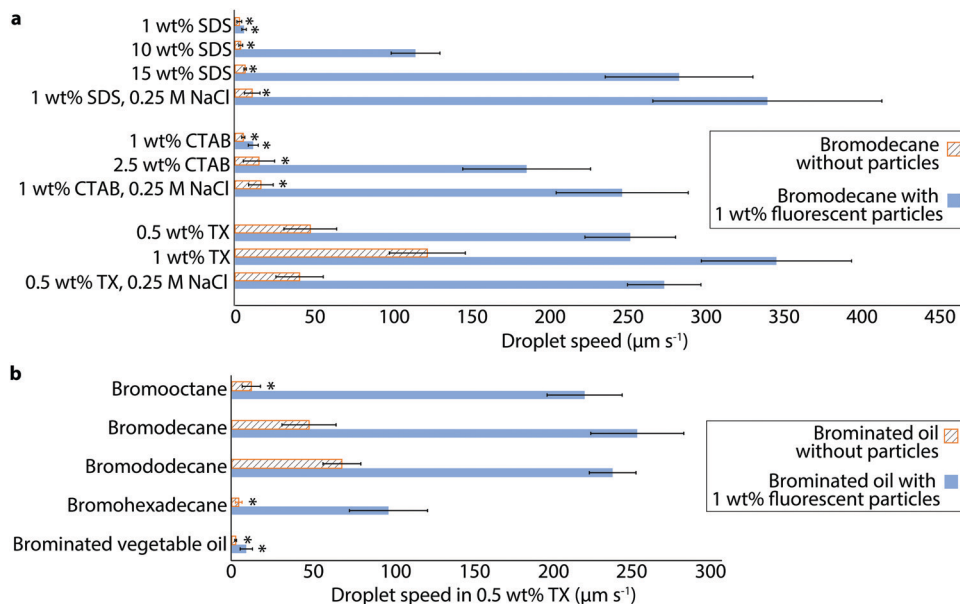 a
1 wt% SDS * *
10 wt% SDS *
15 wt% SDS *
1 wt% SDS, 0.25 M NaCl *
1 wt% CTAB * *
2.5 wt% CTAB *
1 wt% CTAB, 0.25 M NaCl *
0.5 wt% TX
1 wt% TX
0.5 wt% TX, 0.25 M NaCl
0 50 100 150 200 250 300 350 400 450
Droplet speed (μm s⁻¹)
Bromodecane
without particles
Bromodecane with
1 wt% fluorescent particles
b
Bromooctane *
Bromodecane
Bromododecane
Bromohexadecane *
Brominated vegetable oil * *
0 50 100 150 200 250 300
Droplet speed in 0.5 wt% TX (μm s⁻¹)
Brominated oil
without particles
Brominated oil with
1 wt% fluorescent particles